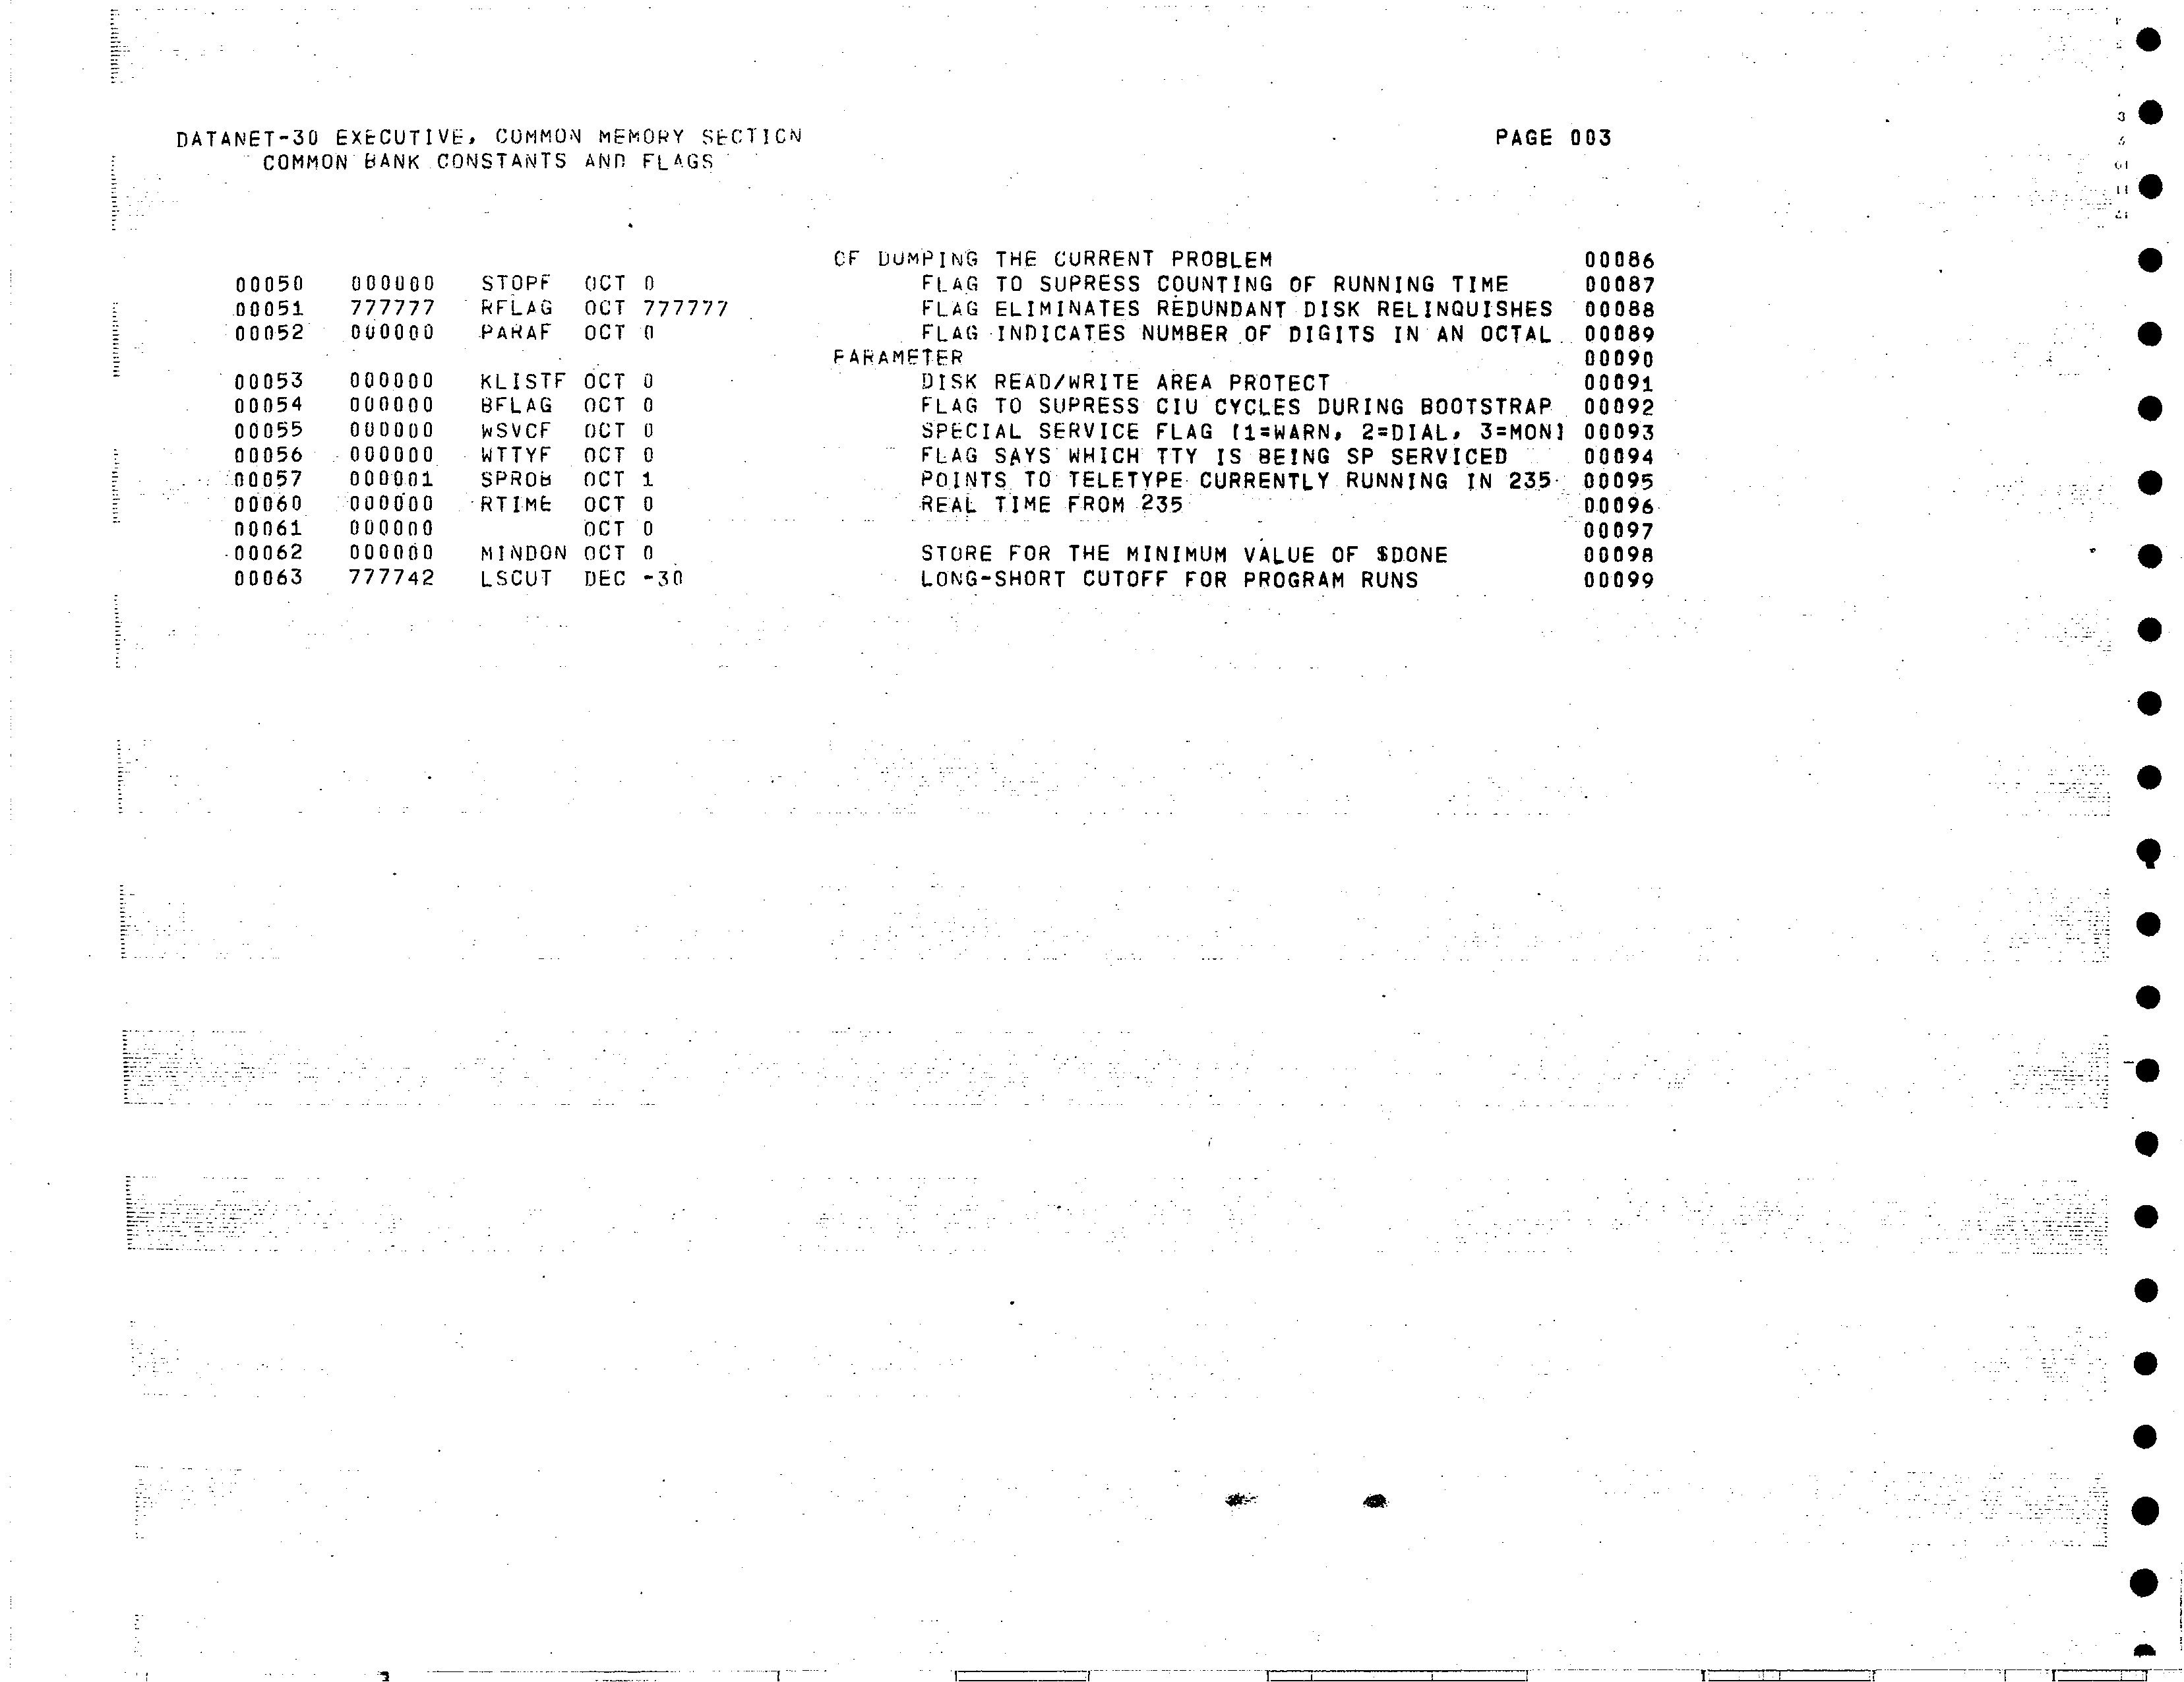 DATANET-30 EXECUTIVE, COMMON MEMORY SECTION PAGE 003
COMMON BANK CONSTANTS AND FLAGS
OF DUMPING THE CURRENT PROBLEM 00086
00050 000000 STOPF OCT 0 FLAG TO SUPRESS COUNTING OF RUNNING TIME 00087
00051 777777 RFLAG OCT 777777 FLAG ELIMINATES REDUNDANT DISK RELINQUISHES 00088
00052 000000 PARAF OCT 0 FLAG INDICATES NUMBER OF DIGITS IN AN OCTAL 00089
PARAMETER 00090
00053 000000 KLISTF OCT 0 DISK READ/WRITE AREA PROTECT 00091
00054 000000 BFLAG OCT 0 FLAG TO SUPRESS CIU CYCLES DURING BOOTSTRAP 00092
00055 000000 WSVCF OCT 0 SPECIAL SERVICE FLAG [1=WARN, 2=DIAL, 3=MON] 00093
00056 000000 WTTYF OCT 0 FLAG SAYS WHICH TTY IS BEING SP SERVICED 00094
00057 000001 SPROB OCT 1 POINTS TO TELETYPE CURRENTLY RUNNING IN 235 00095
00060 000000 RTIME OCT 0 REAL TIME FROM 235 00096
00061 000000 OCT 0 00097
00062 000000 MINDON OCT 0 STORE FOR THE MINIMUM VALUE OF $DONE 00098
00063 777742 LSCUT DEC -30 LONG-SHORT CUTOFF FOR PROGRAM RUNS 00099